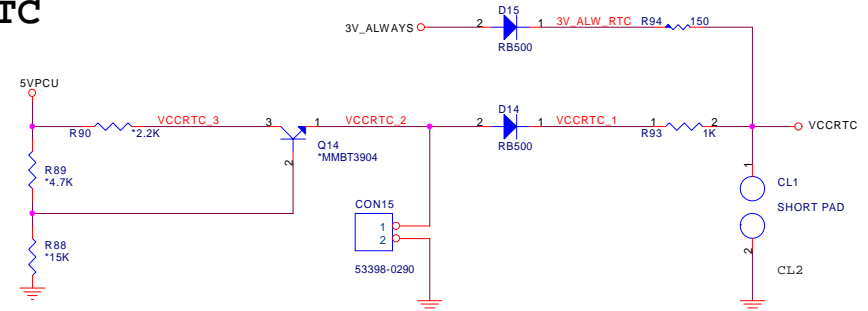 TC
D15
3V_ALWAYS
2
1
3V_ALW_RTC
R94
150
RB500
5VPCU
VCCRTC_3
3
1
VCCRTC_2
D14
2
1
VCCRTC_1
1
2
VCCRTC
R90
*2.2K
Q14
*MMBT3904
2
RB500
R93
1K
R89
*4.7K
1
CL1
SHORT PAD
CON15
1
2
R88
*15K
53398-0290
2
CL2